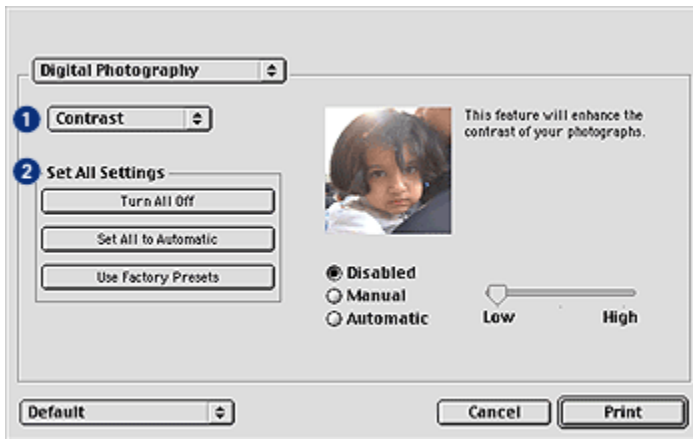 Digital Photography
1 Contrast
This feature will enhance the
contrast of your photographs.
2 Set All Settings
Turn All Off
Set All to Automatic
Use Factory Presets
Disabled
Manual
Automatic
Low High
Default
Cancel Print